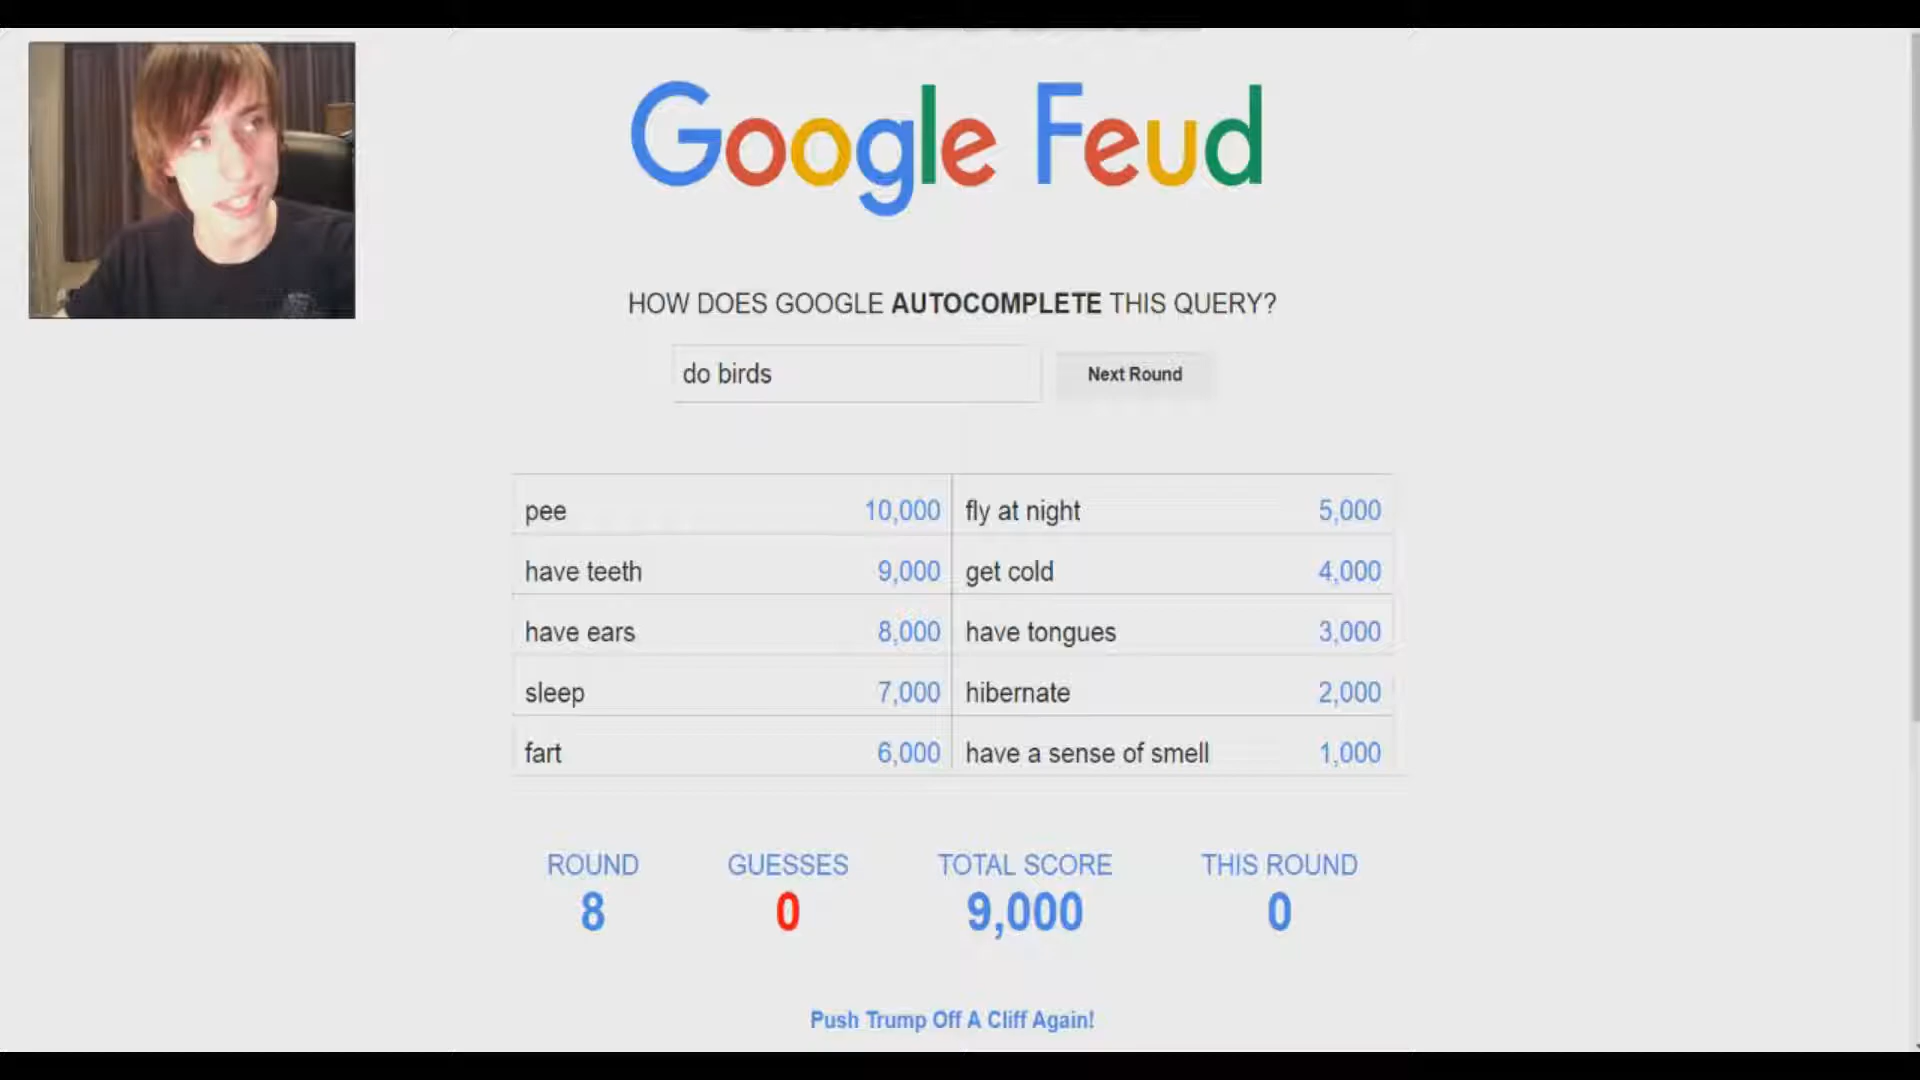 Google Feud
HOW DOES GOOGLE AUTOCOMPLETE THIS QUERY?
do birds
Next Round
pee 10,000 fly at night 5,000
have teeth 9,000 get cold 4,000
have ears 8,000 have tongues 3,000
sleep 7,000 hibernate 2,000
fart 6,000 have a sense of smell 1,000
ROUND GUESSES TOTAL SCORE THIS ROUND
8 0 9,000 0
Push Trump Off A Cliff Again!